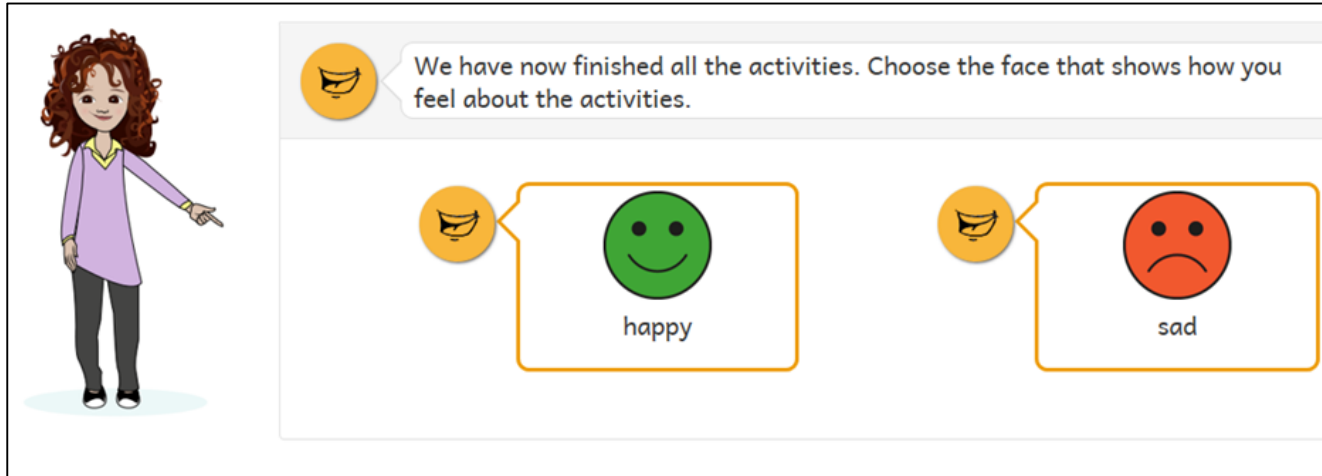 We have now finished all the activities. Choose the face that shows how you
feel about the activities.
happy
sad